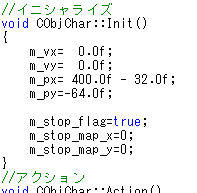 //イニシャライズ
void CObjChar::Init()
{
m_vx= 0.0f;
m_vy= 0.0f;
m_px= 400.0f - 32.0f;
m_py=-64.0f;

m_stop_flag=true;
m_stop_map_x=0;
m_stop_map_y=0;
}
//アクション
void CObjChar::Action()